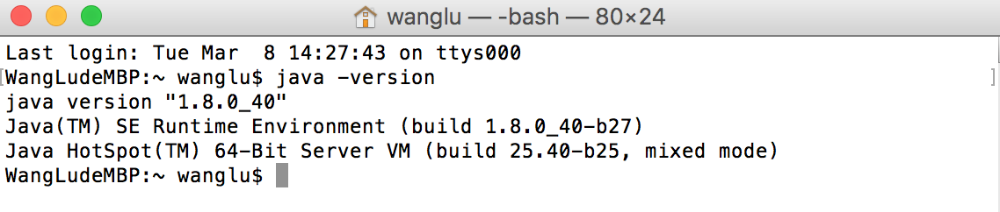 wanglu — -bash — 80×24
Last login: Tue Mar  8 14:27:43 on ttys000
[WangLudeMBP:~ wanglu$ java -version ]
java version "1.8.0_40"
Java(TM) SE Runtime Environment (build 1.8.0_40-b27)
Java HotSpot(TM) 64-Bit Server VM (build 25.40-b25, mixed mode)
WangLudeMBP:~ wanglu$